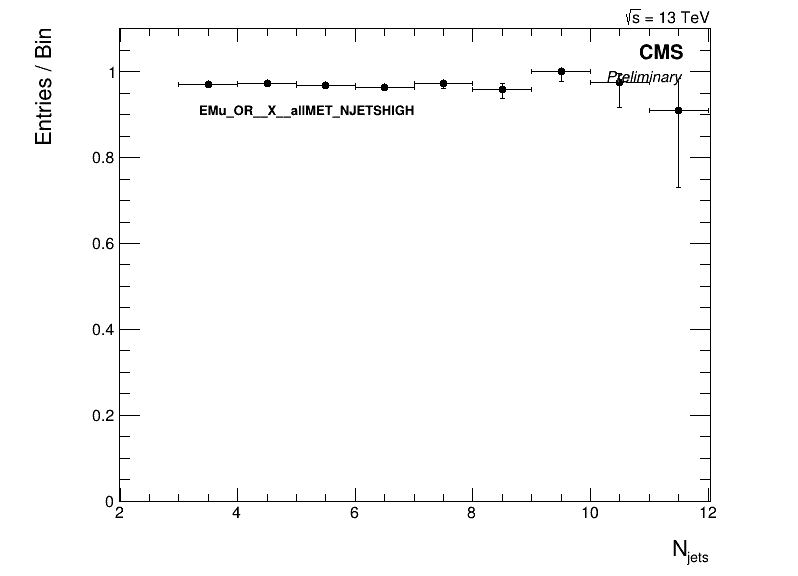 √s = 13 TeV
CMS
Preliminary
EMu_OR__X__allMET_NJETSHIGH
Entries / Bin
1
0.8
0.6
0.4
0.2
0
2 4 6 8 10 12
Njets